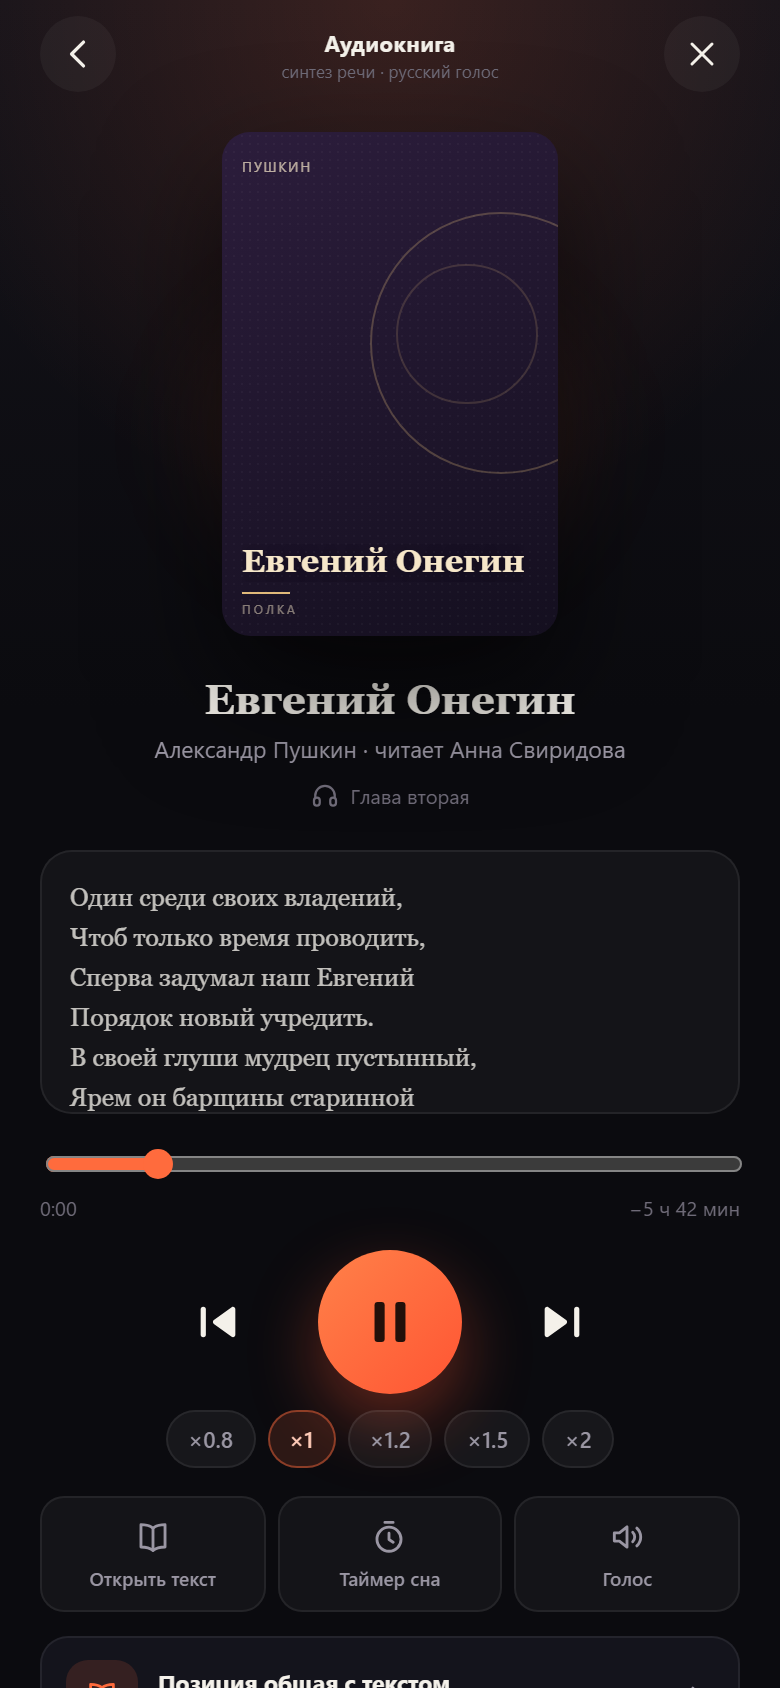 Аудиокнига
синтез речи · русский голос
ПУШКИН
Евгений Онегин
ПОЛКА
Евгений Онегин
Александр Пушкин · читает Анна Свиридова
Глава вторая
Один среди своих владений,
Чтоб только время проводить,
Сперва задумал наш Евгений
Порядок новый учредить.
В своей глуши мудрец пустынный,
Ярем он барщины старинной
0:00
−5 ч 42 мин
×0.8 ×1 ×1.2 ×1.5 ×2
Открыть текст Таймер сна Голос
Позиция общая с текстом